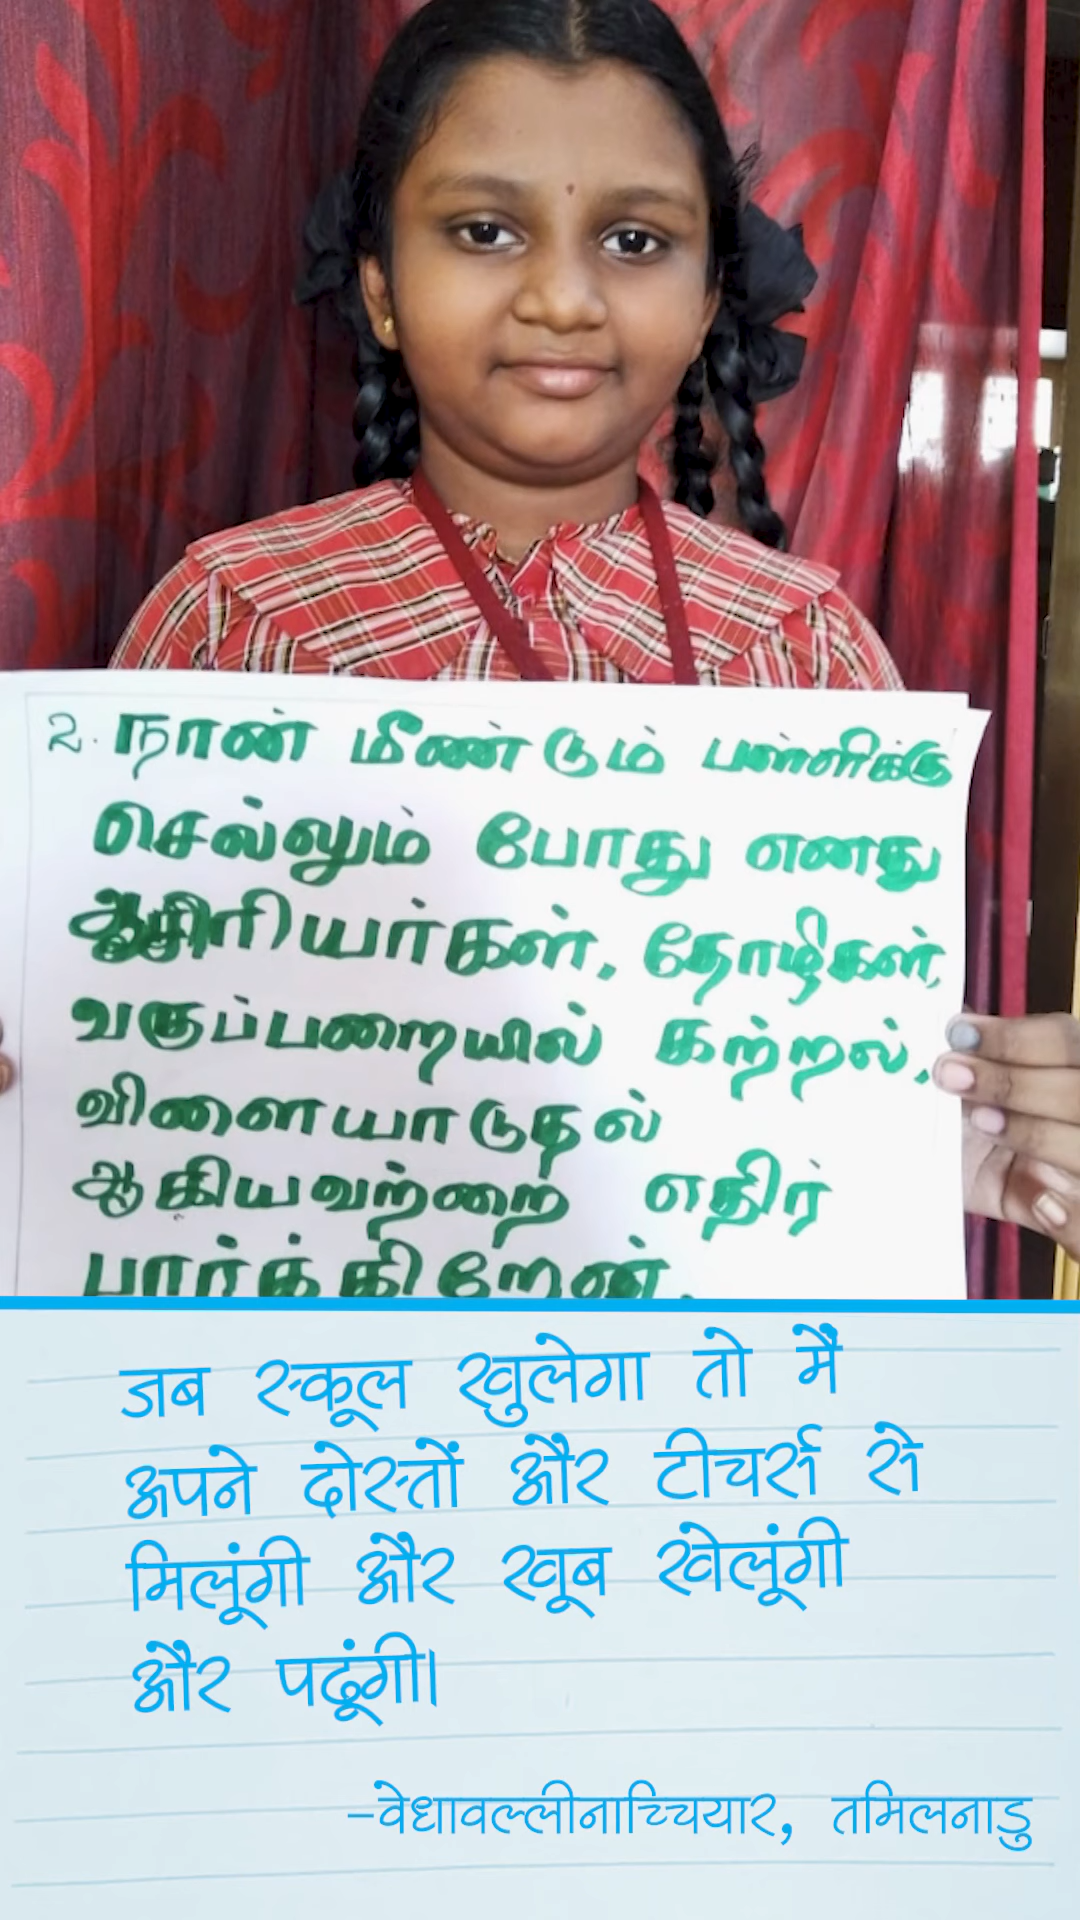 2. நான் மீண்டும் பள்ளிக்கு
செல்லும் போது எனது
ஆசிரியர்கள், தோழிகள்,
வகுப்பறையில் கற்றல்,
விளையாடுதல்
ஆகியவற்றை எதிர்
பார்க்கிறேன்.
जब स्कूल खुलेगा तो मैं
अपने दोस्तों और टीचर्स से
मिलूंगी और खूब खेलूंगी
और पढूंगी।
-वेधावल्लीनाच्चियार, तमिलनाडु